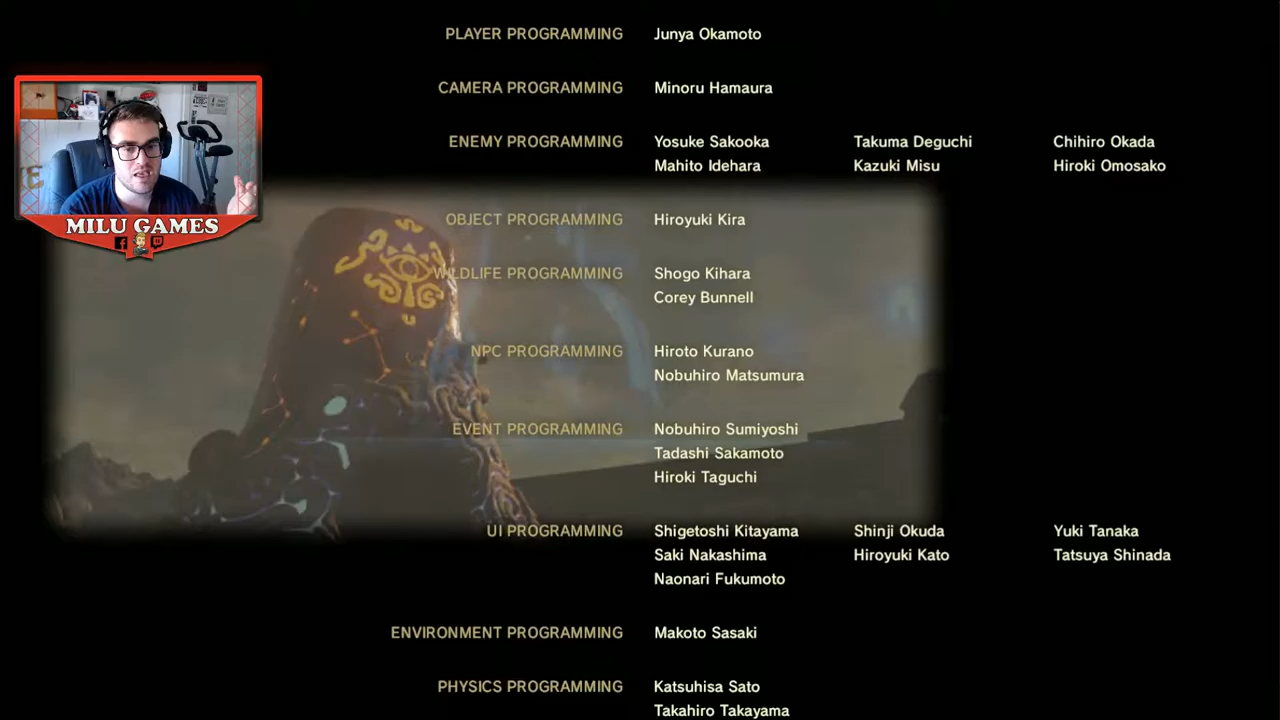 PLAYER PROGRAMMING Junya Okamoto
CAMERA PROGRAMMING Minoru Hamaura
ENEMY PROGRAMMING Yosuke Sakooka Takuma Deguchi Chihiro Okada
Mahito Idehara Kazuki Misu Hiroki Omosako
MILU GAMES
OBJECT PROGRAMMING Hiroyuki Kira
WILDLIFE PROGRAMMING Shogo Kihara
Corey Bunnell
NPC PROGRAMMING Hiroto Kurano
Nobuhiro Matsumura
EVENT PROGRAMMING Nobuhiro Sumiyoshi
Tadashi Sakamoto
Hiroki Taguchi
UI PROGRAMMING Shigetoshi Kitayama Shinji Okuda Yuki Tanaka
Saki Nakashima Hiroyuki Kato Tatsuya Shinada
Naonari Fukumoto
ENVIRONMENT PROGRAMMING Makoto Sasaki
PHYSICS PROGRAMMING Katsuhisa Sato
Takahiro Takayama